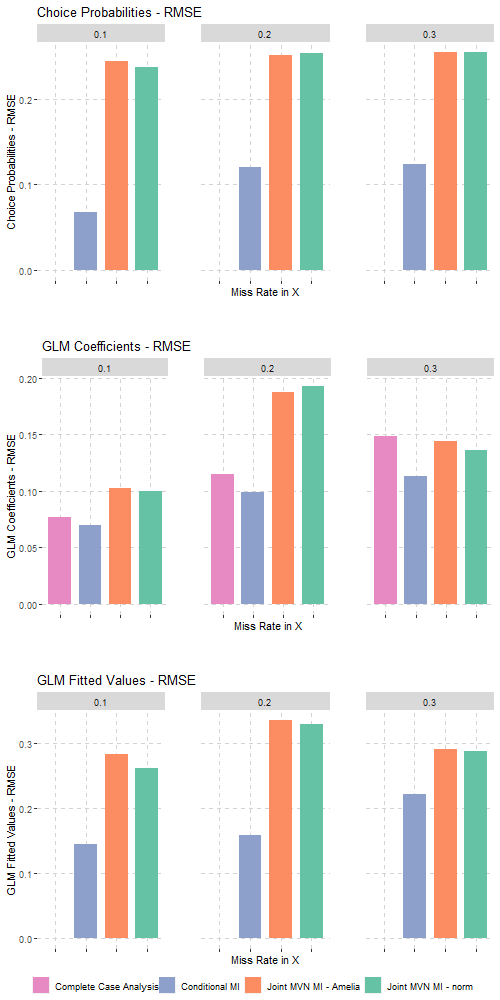 Choice Probabilities - RMSE
0.1 0.2 0.3
Choice Probabilities - RMSE
0.2
0.1
0.0
Miss Rate in X
GLM Coefficients - RMSE
0.1 0.2 0.3
GLM Coefficients - RMSE
0.20
0.15
0.10
0.05
0.00
Miss Rate in X
GLM Fitted Values - RMSE
0.1 0.2 0.3
GLM Fitted Values - RMSE
0.3
0.2
0.1
0.0
Miss Rate in X
Complete Case Analysis Conditional MI Joint MVN MI - Amelia Joint MVN MI - norm